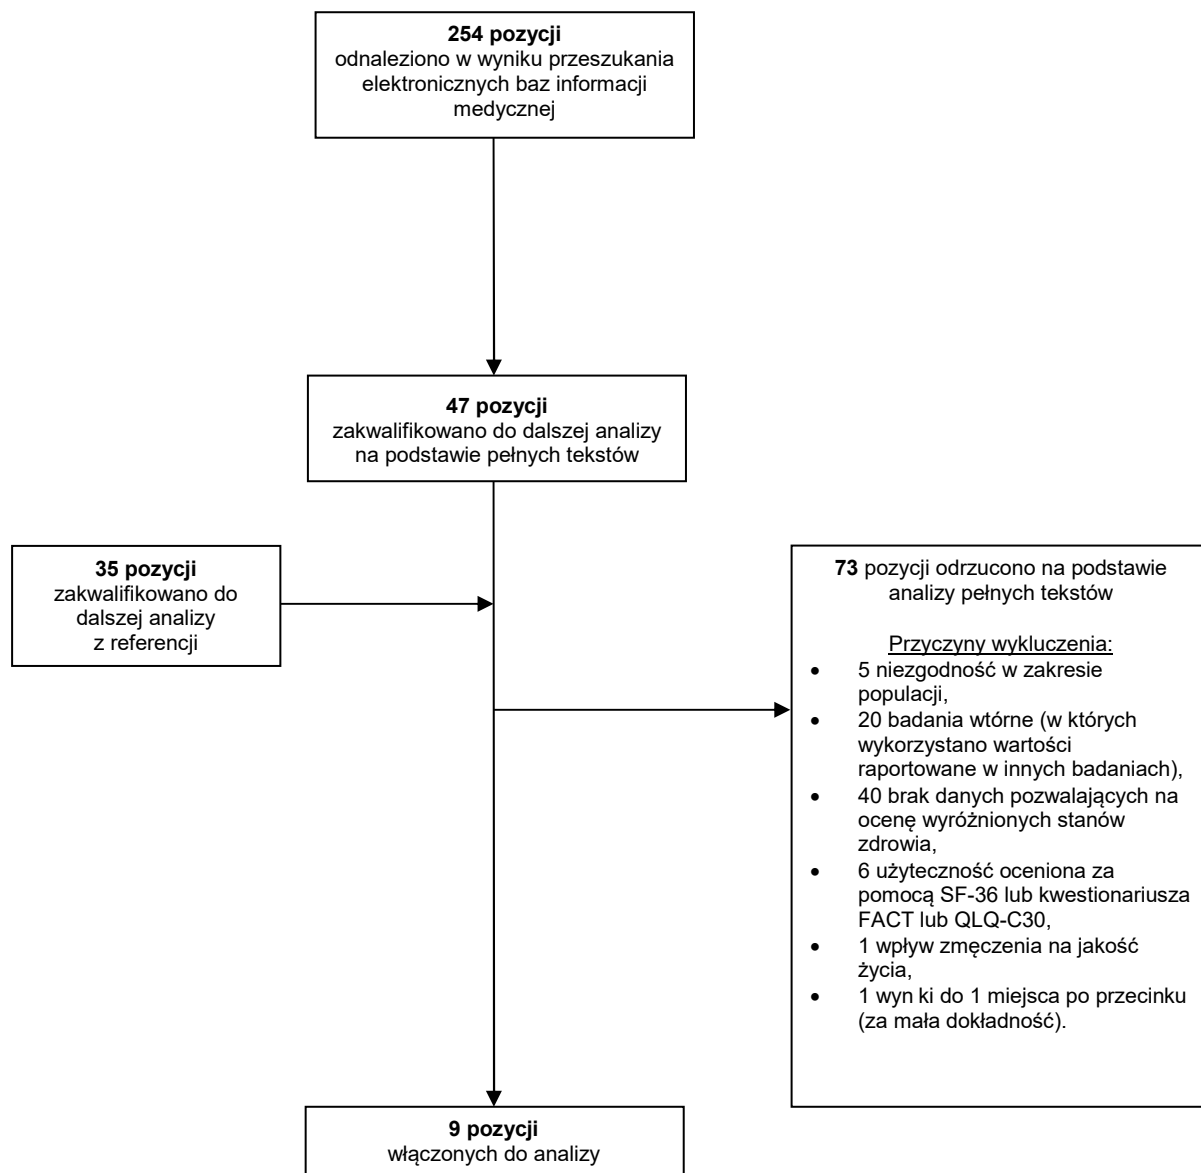 254 pozycji
odnaleziono w wyniku przeszukania
elektronicznych baz informacji
medycznej
47 pozycji
zakwalifikowano do dalszej analizy
na podstawie pełnych tekstów
35 pozycji
zakwalifikowano do
dalszej analizy
z referencji
73 pozycji odrzucono na podstawie
analizy pełnych tekstów
Przyczyny wykluczenia:
• 5 niezgodność w zakresie
populacji,
• 20 badania wtórne (w których
wykorzystano wartości
raportowane w innych badaniach),
• 40 brak danych pozwalających na
ocenę wyróżnionych stanów
zdrowia,
• 6 użyteczność oceniona za
pomocą SF-36 lub kwestionariusza
FACT lub QLQ-C30,
• 1 wpływ zmęczenia na jakość
życia,
• 1 wyn ki do 1 miejsca po przecinku
(za mała dokładność).
9 pozycji
włączonych do analizy